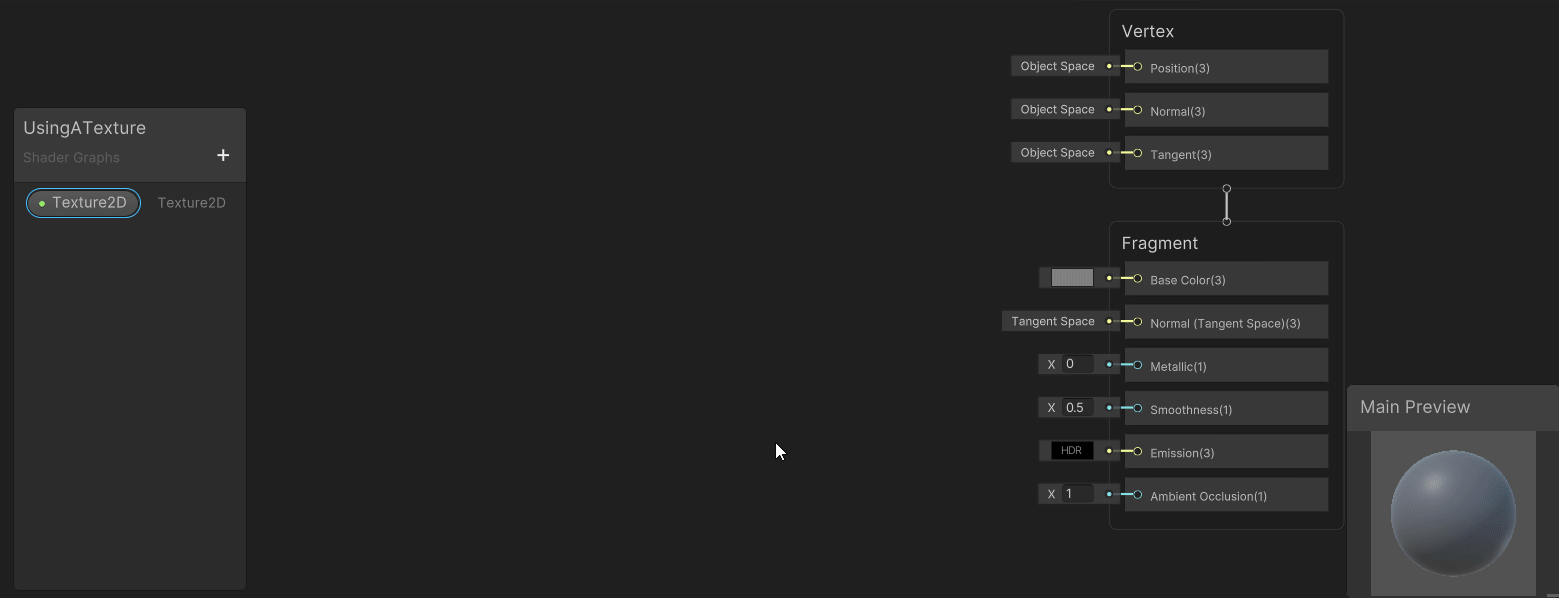 UsingATexture
Shader Graphs
+
Texture2D Texture2D
Vertex
Object Space Position(3)
Object Space Normal(3)
Object Space Tangent(3)
Fragment
Base Color(3)
Tangent Space Normal (Tangent Space)(3)
X 0 Metallic(1)
X 0.5 Smoothness(1)
HDR Emission(3)
X 1 Ambient Occlusion(1)
Main Preview